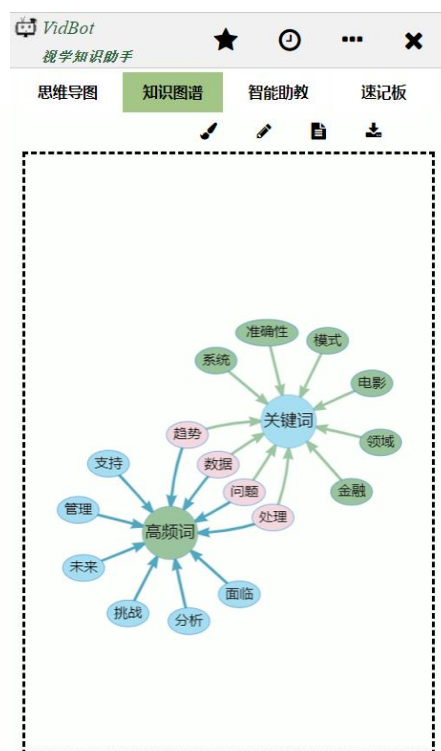 VidBot
视学知识助手
思维导图 知识图谱 智能助教 速记板
准确性
模式
系统
电影
关键词
趋势
领域
支持
数据
问题
金融
管理
处理
高频词
未来
面临
挑战
分析